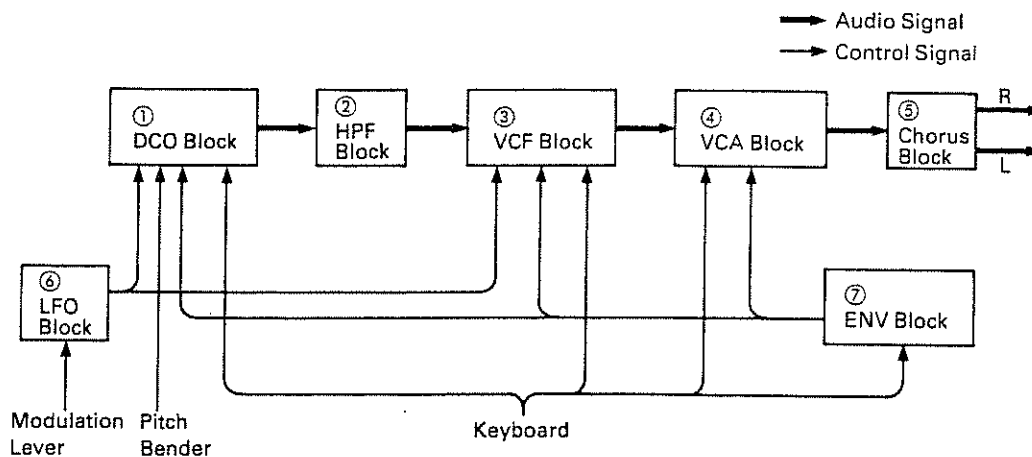 Audio Signal
Control Signal
①
DCO Block
②
HPF
Block
③
VCF Block
④
VCA Block
⑤
Chorus
Block
R
L
⑥
LFO
Block
⑦
ENV Block
Modulation
Lever
Pitch
Bender
Keyboard